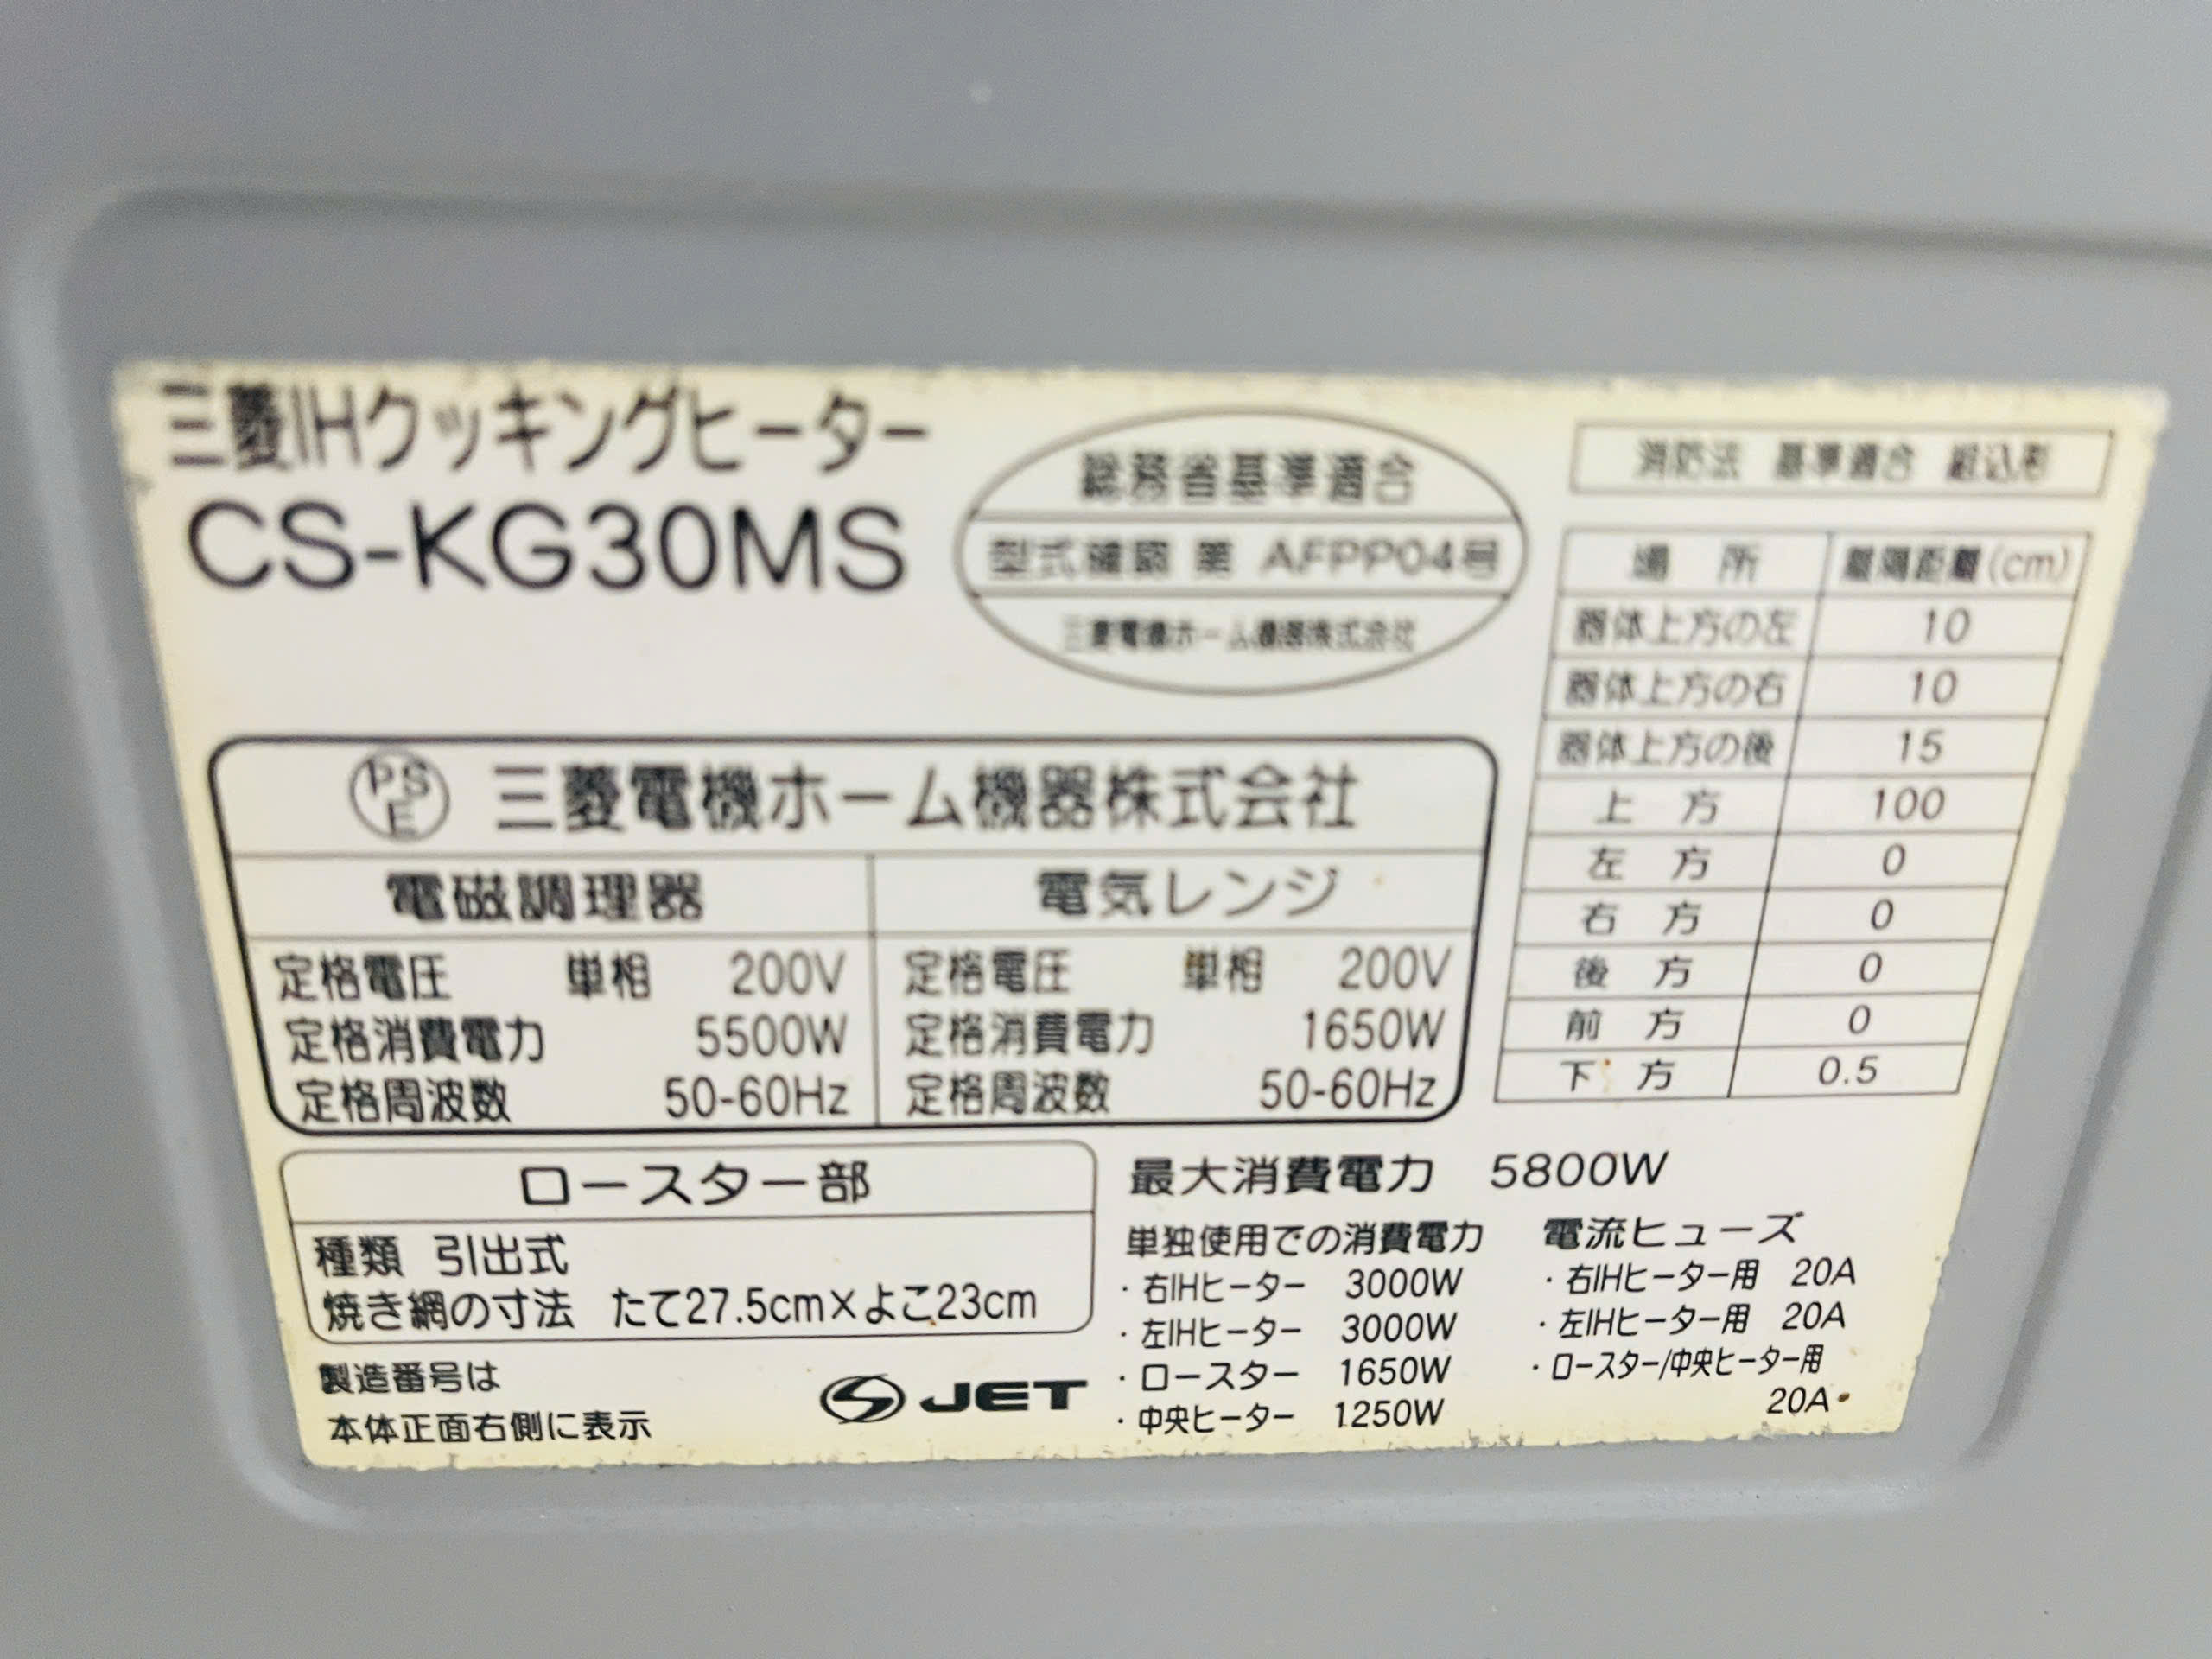 三菱IHクッキングヒーター
CS-KG30MS
総務省基準適合
型式確認 第 AFPP04号
三菱電機ホーム機器株式会社
消防法 基準適合 組込形
場 所 離隔距離(cm)
器体上方の左 10
器体上方の右 10
器体上方の後 15
上 方 100
左 方 0
右 方 0
後 方 0
前 方 0
下 方 0.5
PSE 三菱電機ホーム機器株式会社
電磁調理器 電気レンジ
定格電圧 単相 200V 定格電圧 単相 200V
定格消費電力 5500W 定格消費電力 1650W
定格周波数 50-60Hz 定格周波数 50-60Hz
ロースター部
種類 引出式
焼き網の寸法 たて27.5cm×よこ23cm
製造番号は
本体正面右側に表示
JET
最大消費電力 5800W
単独使用での消費電力
・右IHヒーター 3000W
・左IHヒーター 3000W
・ロースター 1650W
・中央ヒーター 1250W
電流ヒューズ
・右IHヒーター用 20A
・左IHヒーター用 20A
・ロースター/中央ヒーター用
20A